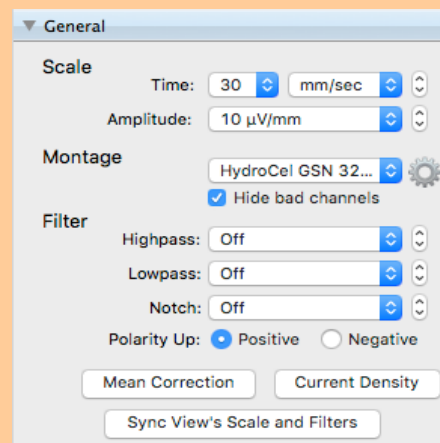 General
Scale
Time: 30 mm/sec
Amplitude: 10 µV/mm
Montage
HydroCel GSN 32...
Hide bad channels
Filter
Highpass: Off
Lowpass: Off
Notch: Off
Polarity Up: Positive Negative
Mean Correction Current Density
Sync View's Scale and Filters